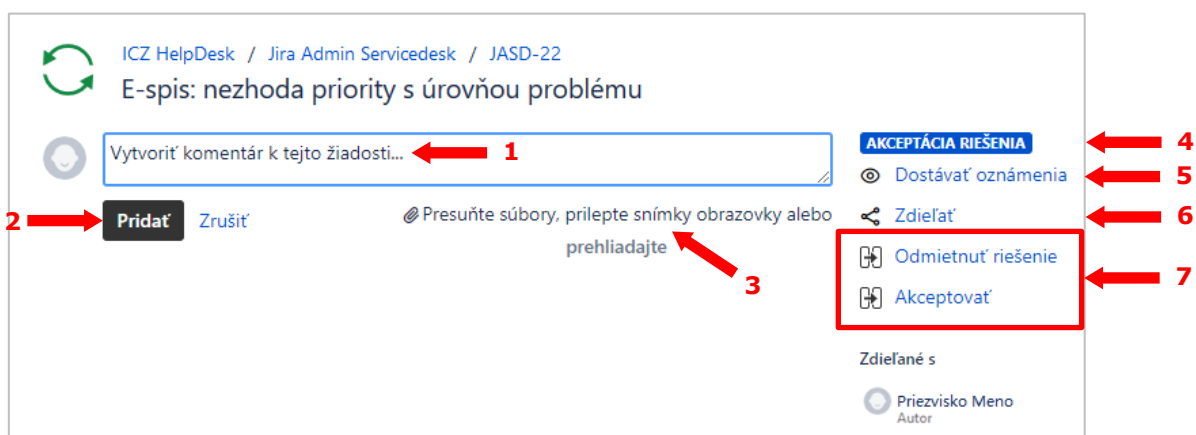 ICZ HelpDesk / Jira Admin Servicedesk / JASD-22
E-spis: nezhoda priority s úrovňou problému
Vytvoriť komentár k tejto žiadosti...
1
2
Pridať
Zrušiť
Presuňte súbory, prilepte snímky obrazovky alebo
prehliadajte
3
AKCEPTÁCIA RIEŠENIA
4
Dostávať oznámenia
5
Zdieľať
6
Odmietnuť riešenie
Akceptovať
7
Zdieľané s
Priezvisko Meno
Autor